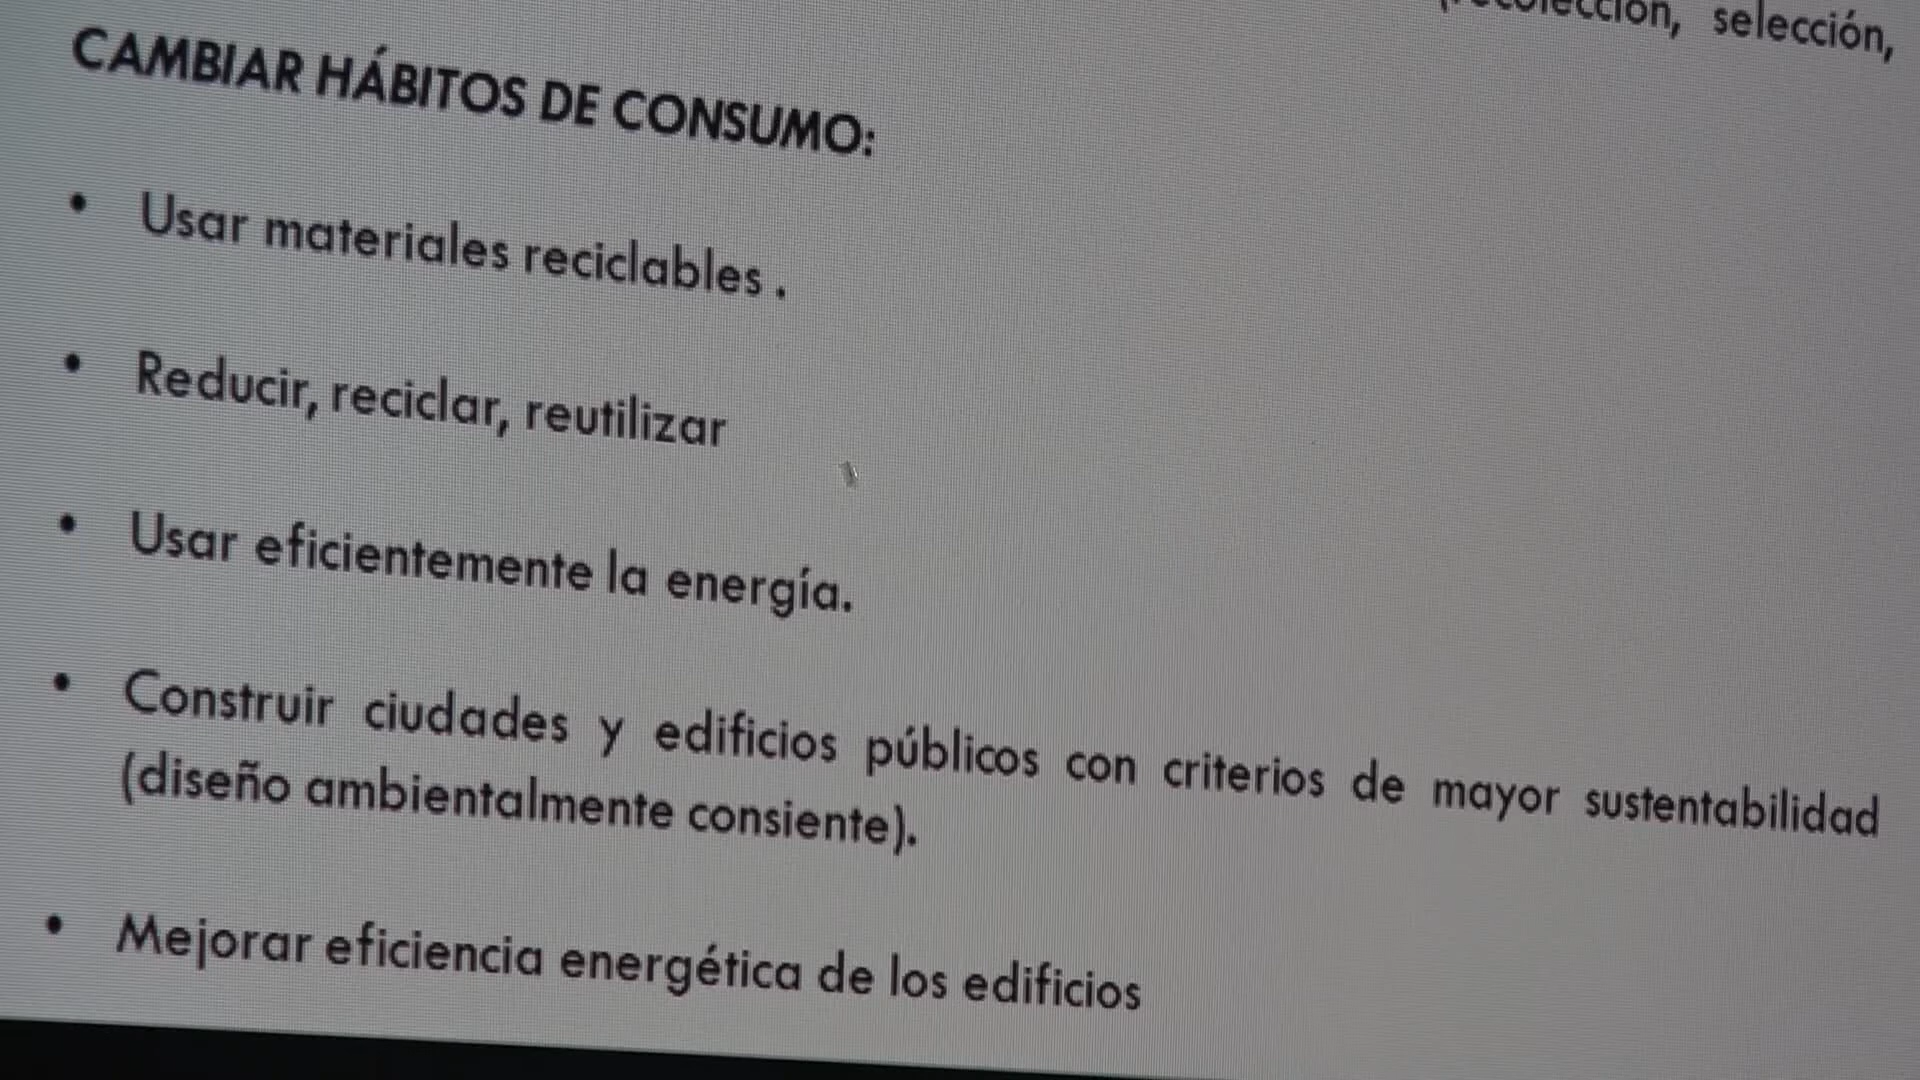 selección,
CAMBIAR HÁBITOS DE CONSUMO:
• Usar materiales reciclables .
• Reducir, reciclar, reutilizar
• Usar eficientemente la energía.
• Construir ciudades y edificios públicos con criterios de mayor sustentabilidad
(diseño ambientalmente consiente).
• Mejorar eficiencia energética de los edificios